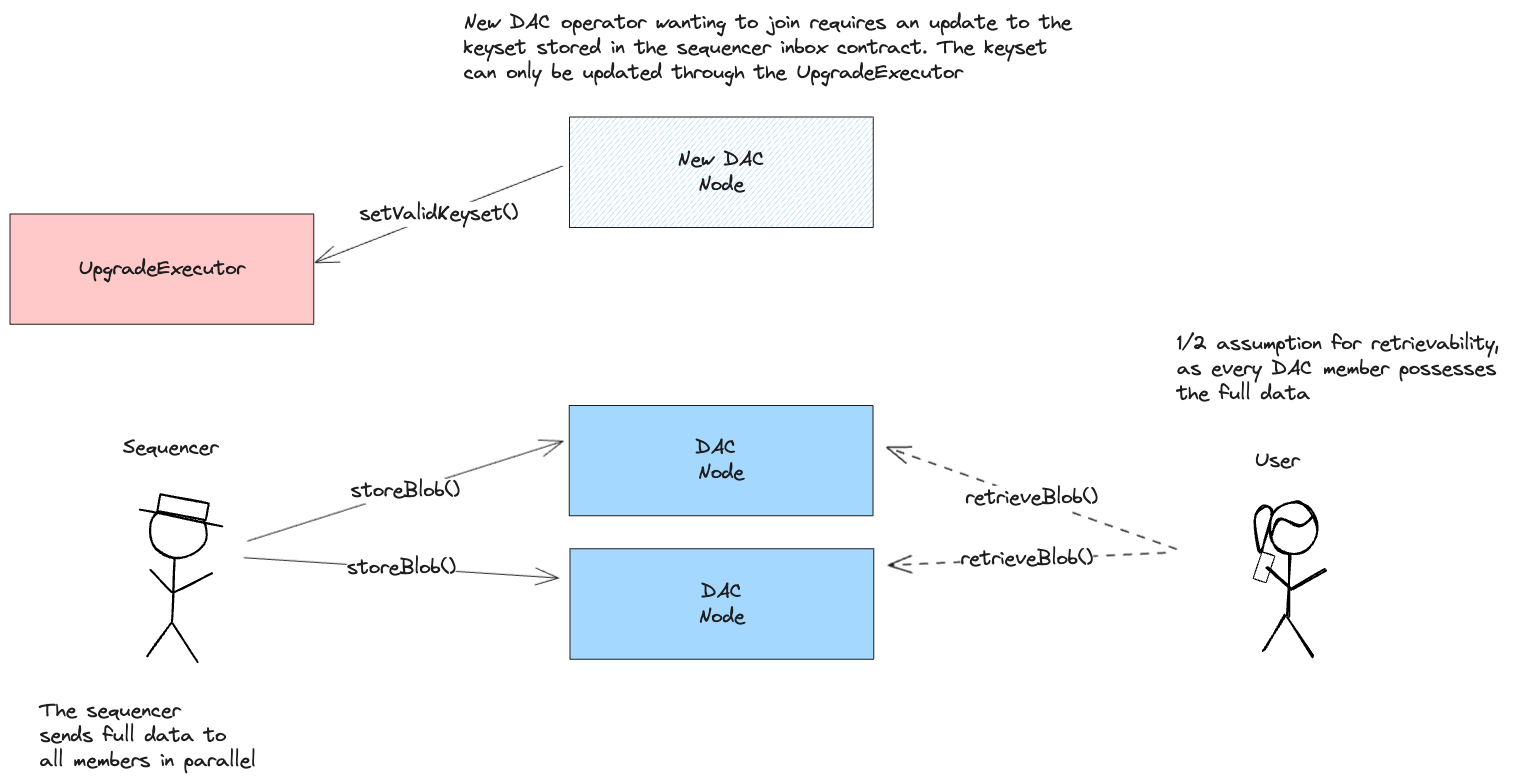 New DAC operator wanting to join requires an update to the
keyset stored in the sequencer inbox contract. The keyset
can only be updated through the UpgradeExecutor
New DAC
Node
setValidKeyset()
UpgradeExecutor
1/2 assumption for retrievability,
as every DAC member possesses
the full data
Sequencer
DAC
Node
User
storeBlob()
retrieveBlob()
storeBlob()
retrieveBlob()
DAC
Node
The sequencer
sends full data to
all members in parallel